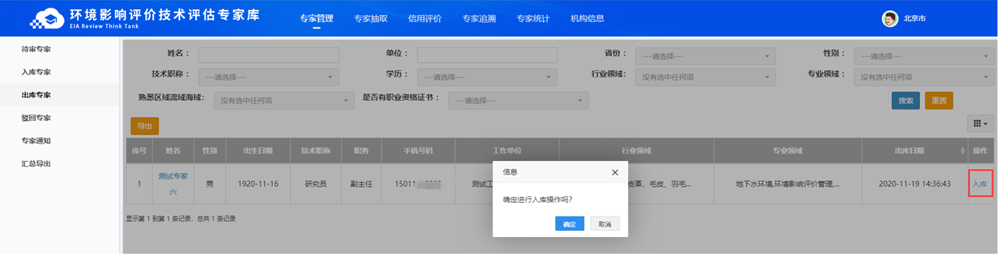 环境影响评价技术评估专家库
EIA Review Think Tank
专家管理 专家抽取 信用评价 专家追溯 专家统计 机构信息 北京市
待审专家
入库专家
出库专家
驳回专家
专家通知
汇总导出
姓名： 单位： 省份： ---请选择--- 性别： ---请选择---
技术职称： ---请选择--- 学历： ---请选择--- 行业领域: 没有选中任何项 专业领域： 没有选中任何项
熟悉区域流域海域: 没有选中任何项 是否有职业资格证书： ---请选择---
搜索 重置
导出
序号 姓名 性别 出生日期 技术职称 职务 手机号码 工作单位 行业领域 专业领域 出库日期 操作
1 测试专家六 男 1920-11-16 研究员 副主任 15011 测试 皮革、毛皮、羽毛... 地下水环境,环境影响评价管理,... 2020-11-19 14:36:43 入库
显示第 1 到第 1 条记录，总共 1 条记录
信息
确定进行入库操作吗?
确定 取消